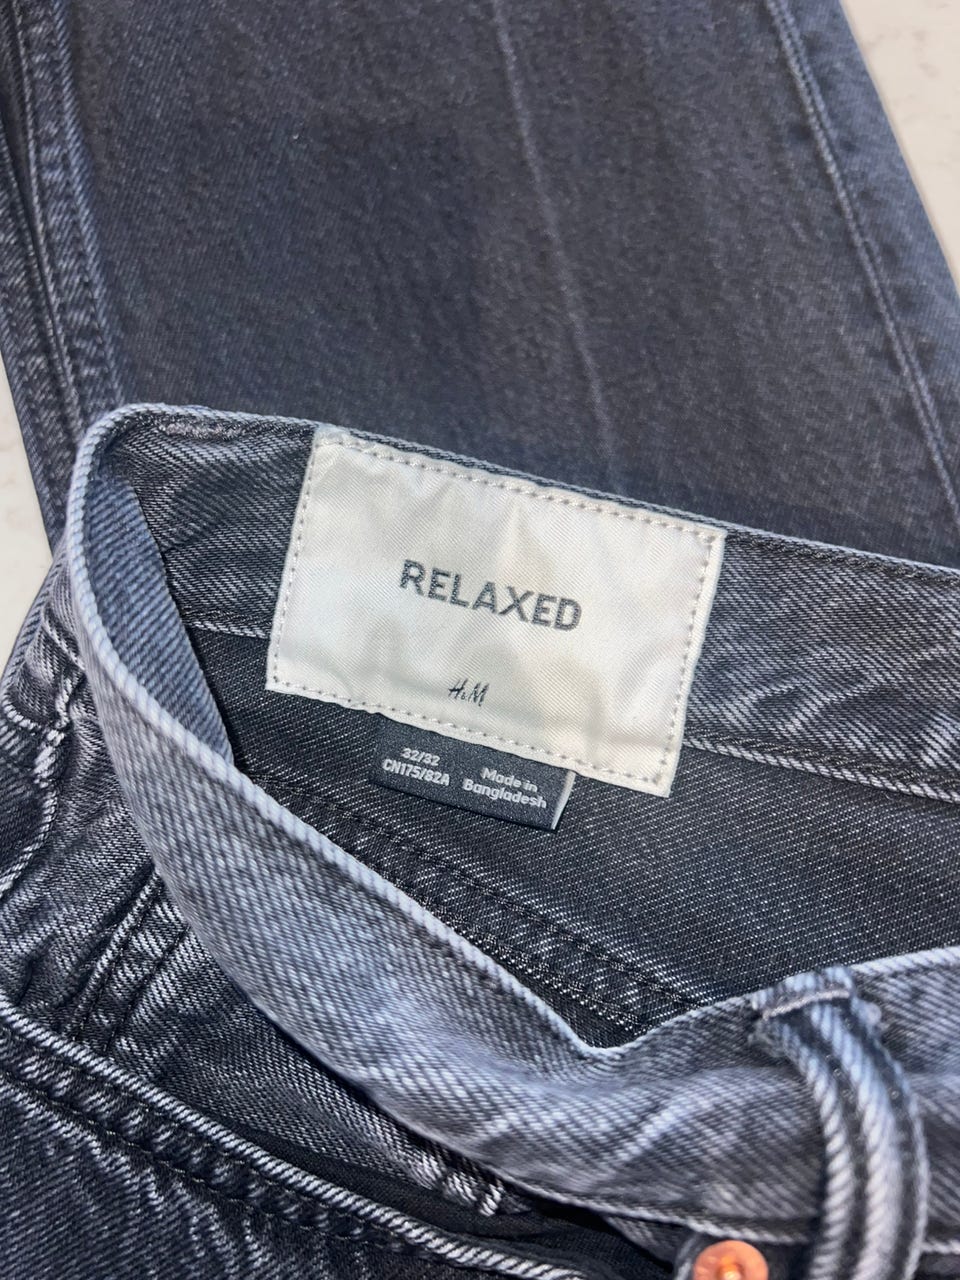 RELAXED
H&M
32/32
CN175/82A
Made in
Bangladesh